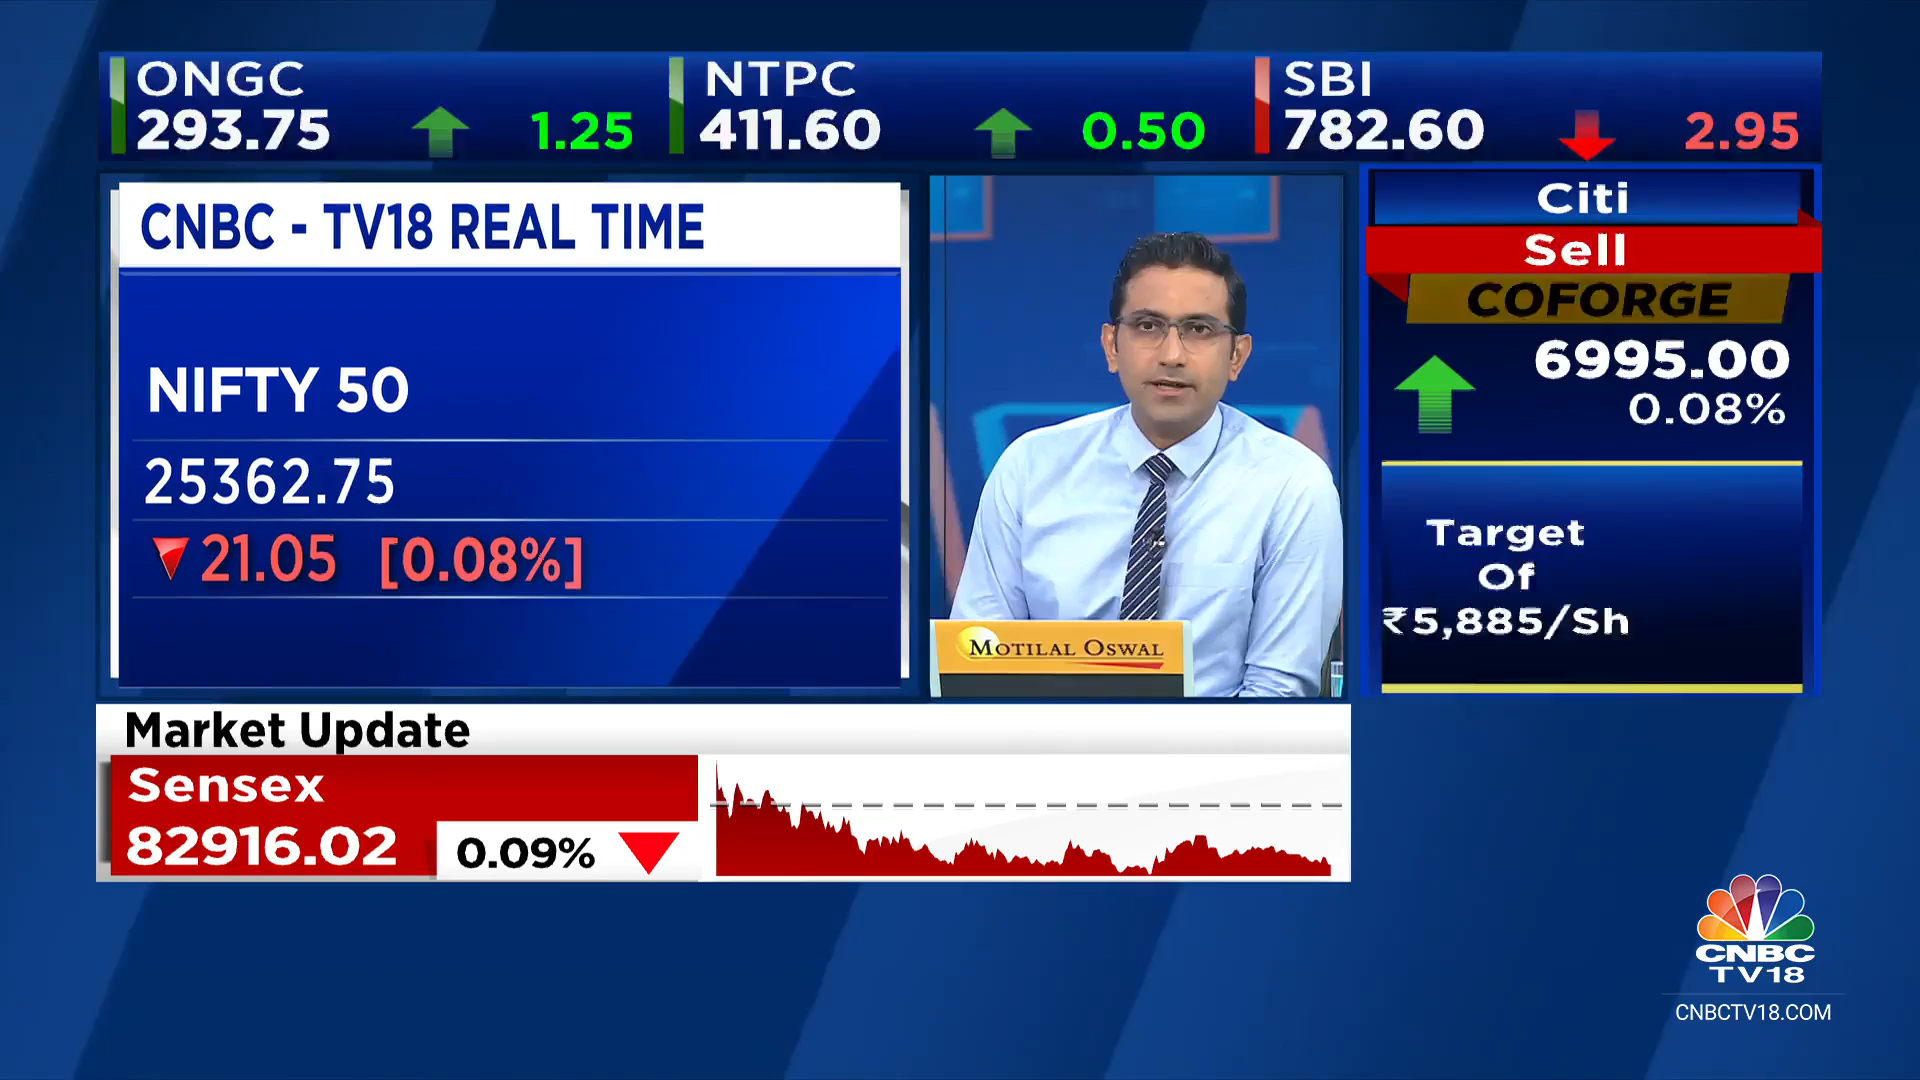 ONGC
293.75 1.25
NTPC
411.60 0.50
SBI
782.60 2.95
CNBC - TV18 REAL TIME
NIFTY 50
25362.75
21.05 [0.08%]
MOTILAL OSWAL
Citi
Sell
COFORGE
6995.00
0.08%
Target
Of
₹5,885/Sh
Market Update
Sensex
82916.02 0.09%
CNBC
TV18
CNBCTV18.COM